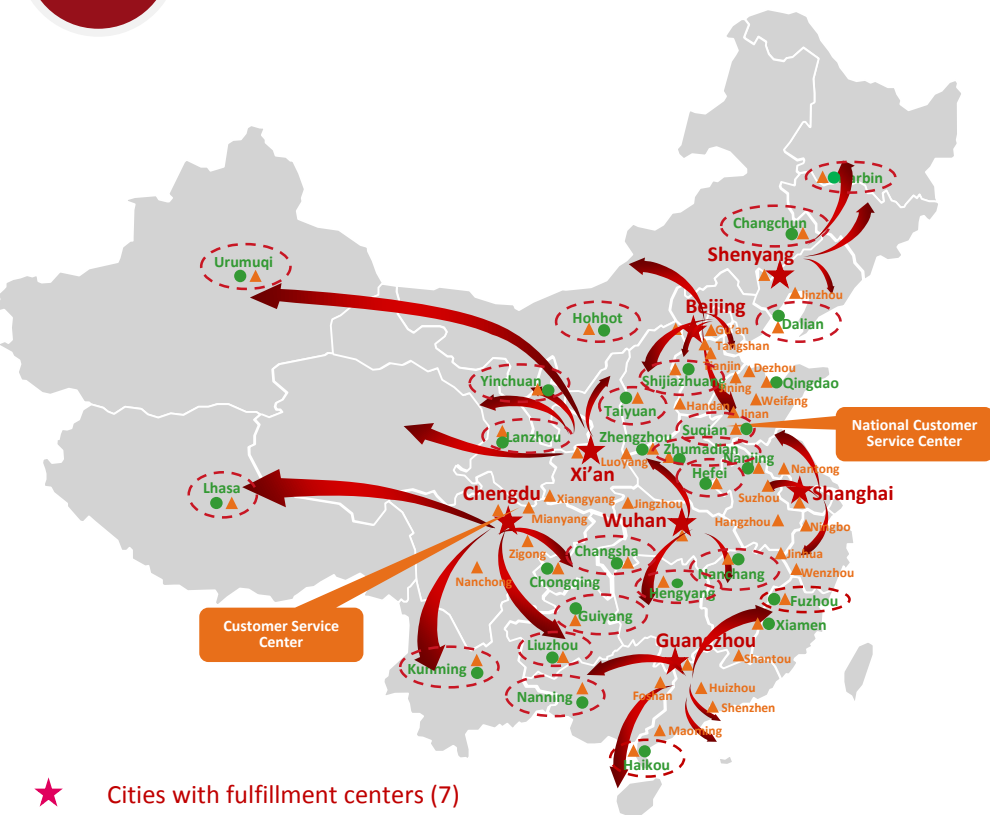 Harbin
Changchun
Shenyang
Urumuqi
Jinzhou
Beijing
Hohhot
Dalian
Gu'an
Tangshan
Tianjin
Dezhou
Yinchuan
Shijiazhuang
Jining
Qingdao
Taiyuan
Handan
Weifang
Jinan
National Customer
Service Center
Lanzhou
Zhengzhou
Suqian
Luoyang
Zhumadian
Nanjing
Xi'an
Hefei
Nantong
Lhasa
Chengdu
Xiangyang
Jingzhou
Suzhou
Shanghai
Mianyang
Wuhan
Hangzhou
Ningbo
Zigong
Changsha
Jinhua
Nanchong
Chongqing
Nanchang
Wenzhou
Hengyang
Fuzhou
Guiyang
Customer Service
Center
Xiamen
Liuzhou
Guangzhou
Shantou
Kunming
Nanning
Foshan
Huizhou
Shenzhen
Maoming
Haikou
Cities with fulfillment centers (7)